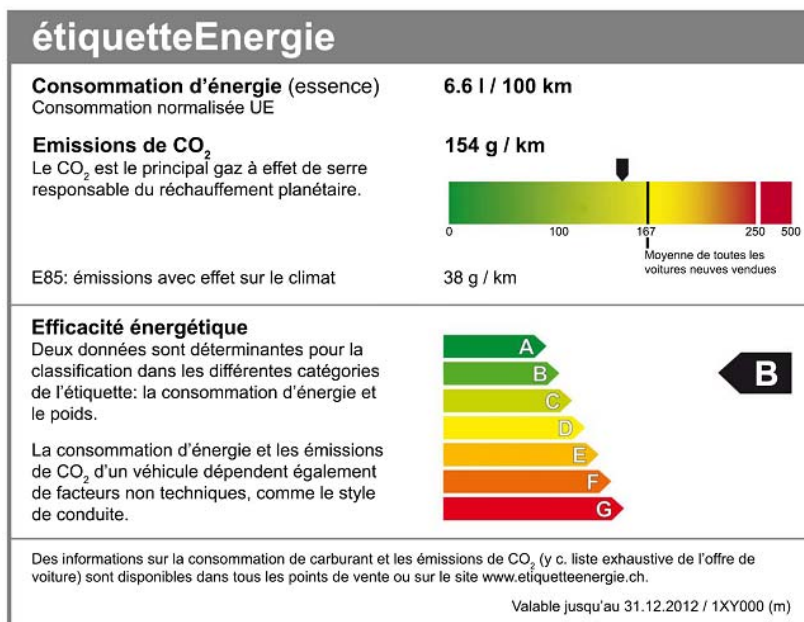 étiquetteEnergie
Consommation d'énergie (essence) 6.6 l / 100 km
Consommation normalisée UE
Emissions de CO₂ 154 g / km
Le CO₂ est le principal gaz à effet de serre
responsable du réchauffement planétaire.
0 100 167 250 500
Moyenne de toutes les
voitures neuves vendues
E85: émissions avec effet sur le climat 38 g / km
Efficacité énergétique
Deux données sont déterminantes pour la
classification dans les différentes catégories
de l'étiquette: la consommation d'énergie et
le poids.
La consommation d'énergie et les émissions
de CO₂ d'un véhicule dépendent également
de facteurs non techniques, comme le style
de conduite.
A
B
C
D
E
F
G
B
Des informations sur la consommation de carburant et les émissions de CO₂ (y c. liste exhaustive de l'offre de
voiture) sont disponibles dans tous les points de vente ou sur le site www.etiquetteenergie.ch.
Valable jusqu'au 31.12.2012 / 1XY000 (m)